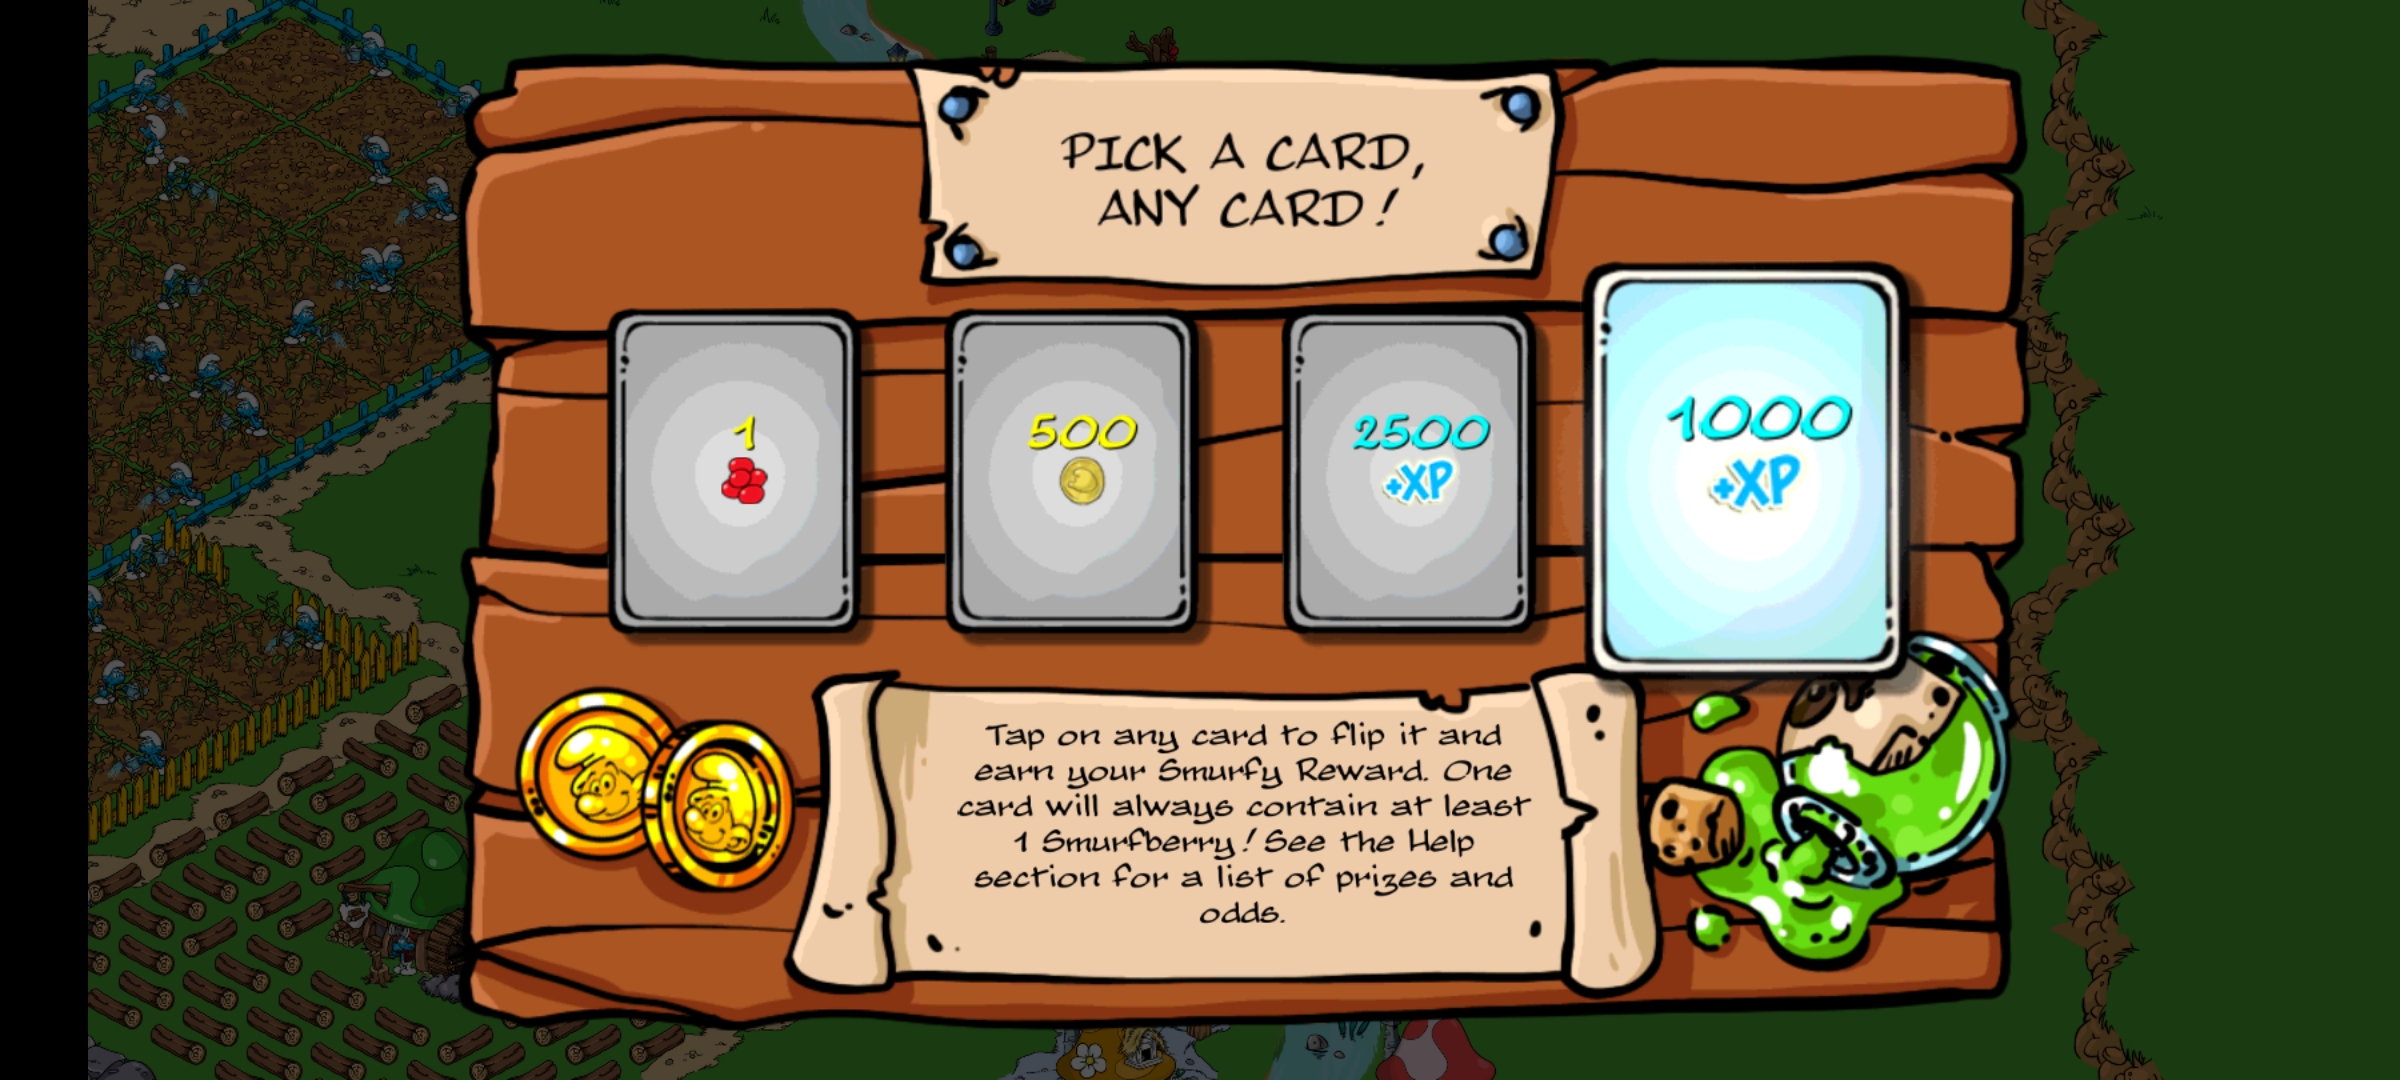 PICK A CARD,
ANY CARD!
1
500
2500
+XP
1000
+XP
Tap on any card to flip it and
earn your Smurfy Reward. One
card will always contain at least
1 Smurfberry! See the Help
section for a list of prizes and
odds.